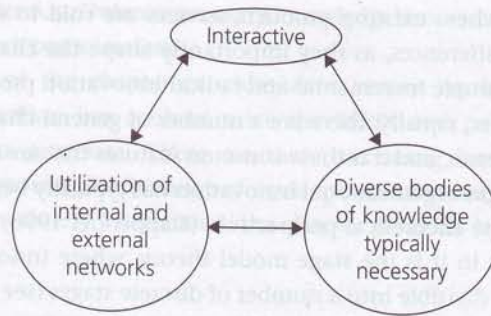 Interactive
Utilization of
internal and
external
networks
Diverse bodies
of knowledge
typically
necessary